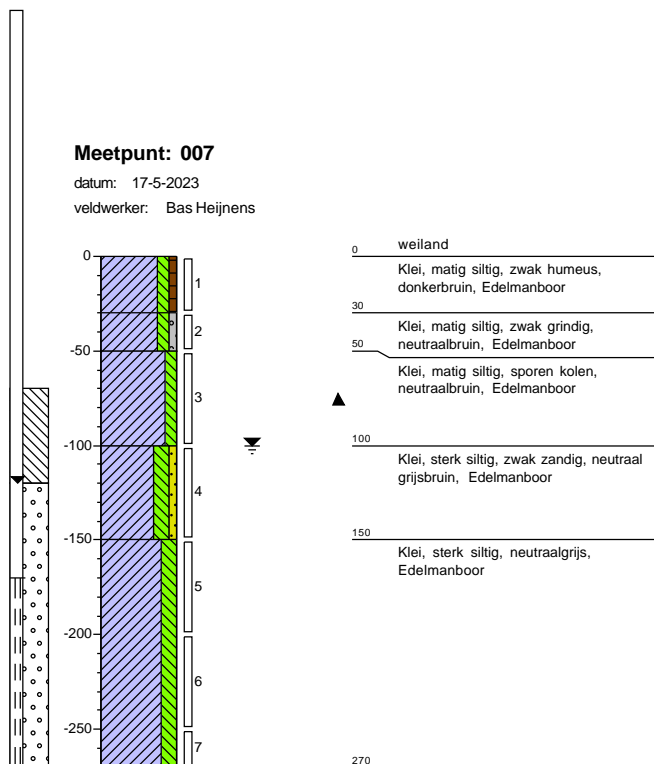 Meetpunt: 007
datum: 17-5-2023
veldwerker: Bas Heijnens
0
-50
-100
-150
-200
-250
1
2
3
4
5
6
7
0 weiland
Klei, matig siltig, zwak humeus,
donkerbruin, Edelmanboor
30
Klei, matig siltig, zwak grindig,
neutraalbruin, Edelmanboor
50
Klei, matig siltig, sporen kolen,
neutraalbruin, Edelmanboor
100
Klei, sterk siltig, zwak zandig, neutraal
grijsbruin, Edelmanboor
150
Klei, sterk siltig, neutraalgrijs,
Edelmanboor
270